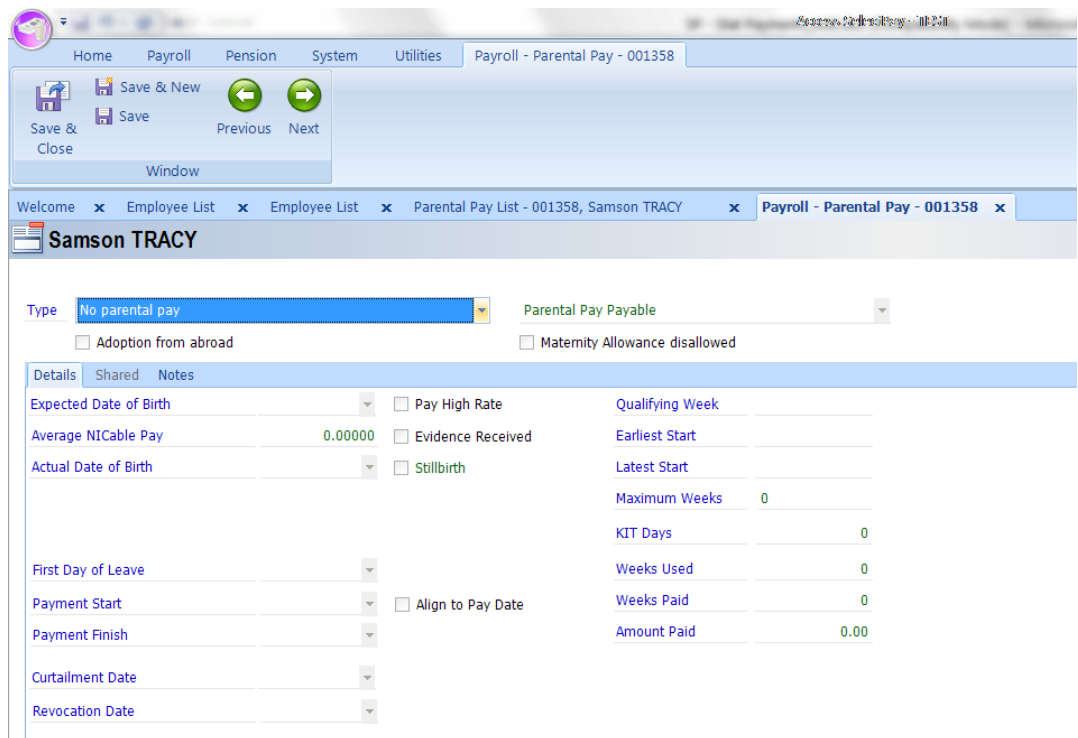 Access SelectPay - TEST
Home Payroll Pension System Utilities Payroll - Parental Pay - 001358
Save & New
Save
Save &
Close
Previous Next
Window
Welcome x Employee List x Employee List x Parental Pay List - 001358, Samson TRACY x Payroll - Parental Pay - 001358 x
Samson TRACY
Type No parental pay Parental Pay Payable
Adoption from abroad Maternity Allowance disallowed
Details Shared Notes
Expected Date of Birth Pay High Rate Qualifying Week
Average NICable Pay 0.00000 Evidence Received Earliest Start
Actual Date of Birth Stillbirth Latest Start
Maximum Weeks 0
KIT Days 0
First Day of Leave Weeks Used 0
Payment Start Align to Pay Date Weeks Paid 0
Payment Finish Amount Paid 0.00
Curtailment Date
Revocation Date